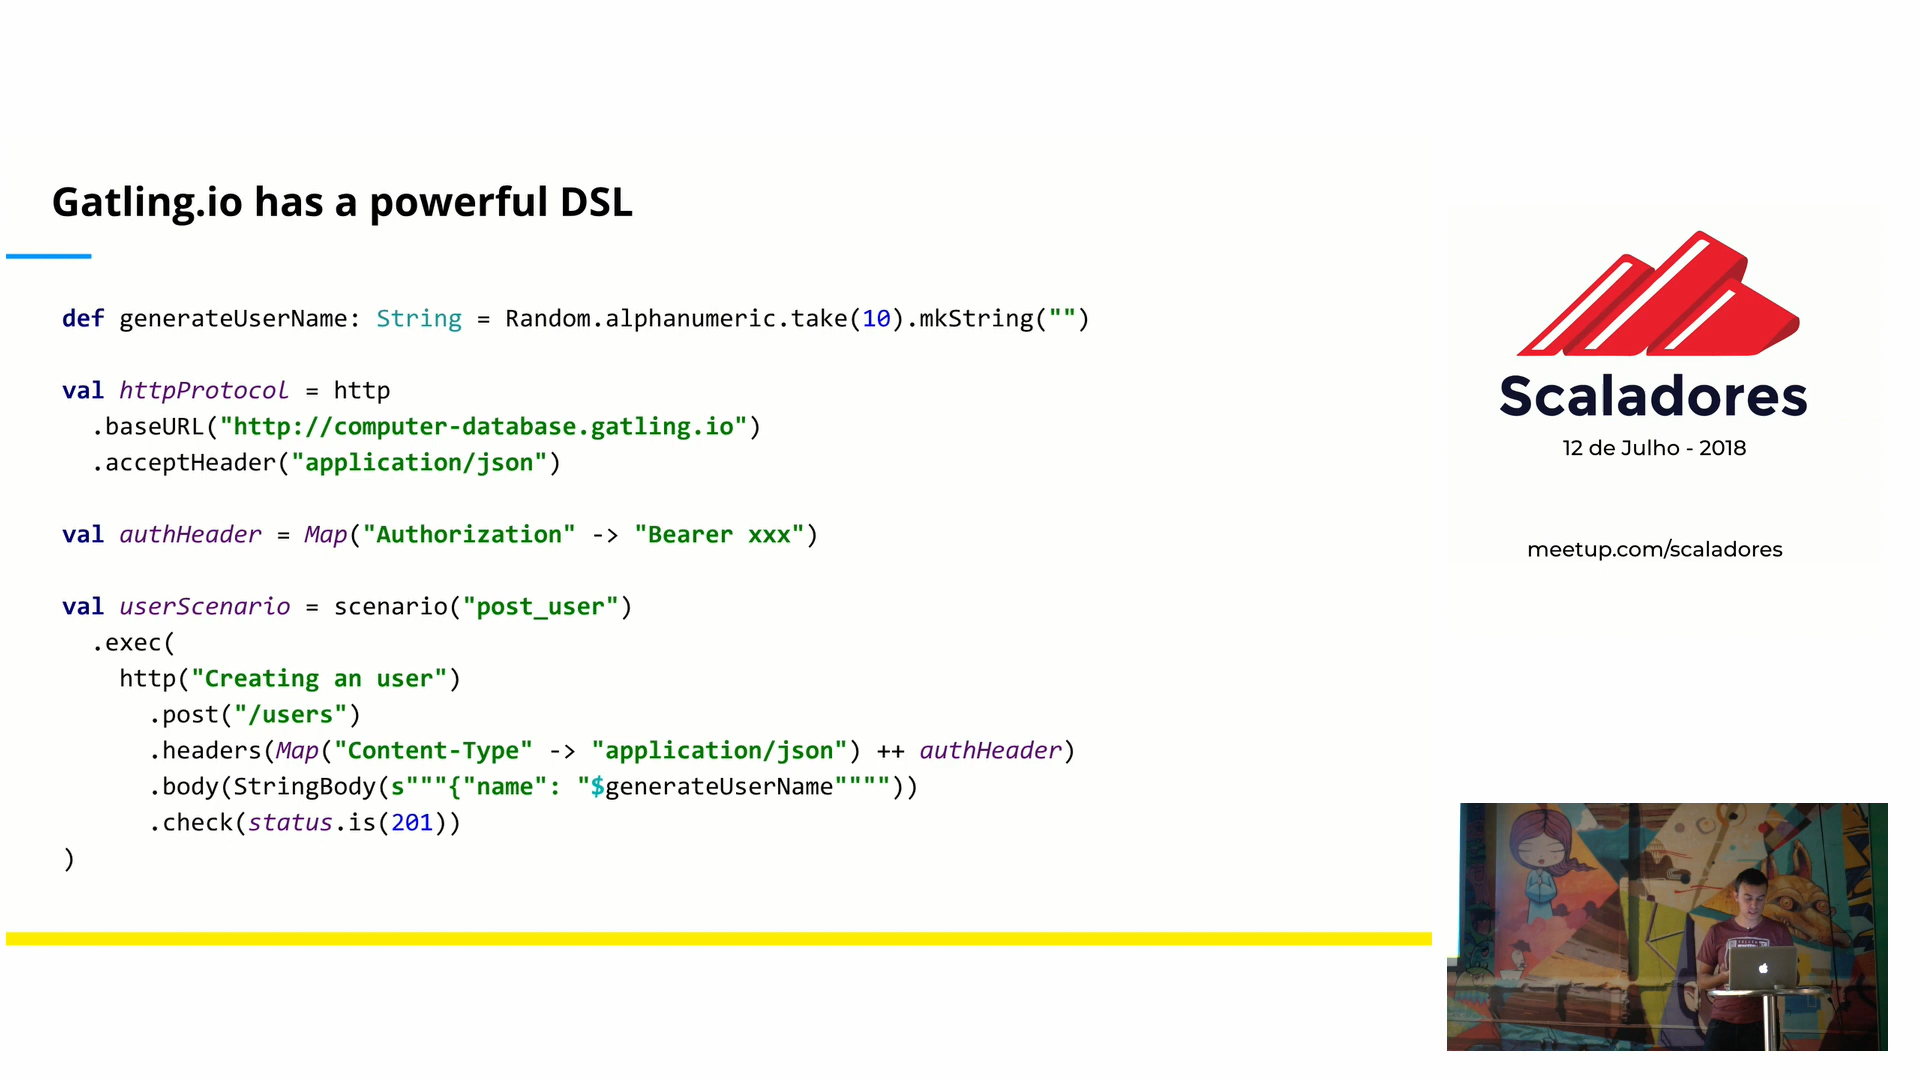 Gatling.io has a powerful DSL
def generateUserName: String = Random.alphanumeric.take(10).mkString("")
val httpProtocol = http
.baseURL("http://computer-database.gatling.io")
.acceptHeader("application/json")
val authHeader = Map("Authorization" -> "Bearer xxx")
val userScenario = scenario("post_user")
.exec(
http("Creating an user")
.post("/users")
.headers(Map("Content-Type" -> "application/json") ++ authHeader)
.body(StringBody(s"""{"name": "$generateUserName""""))
.check(status.is(201))
)
Scaladores
12 de Julho - 2018
meetup.com/scaladores